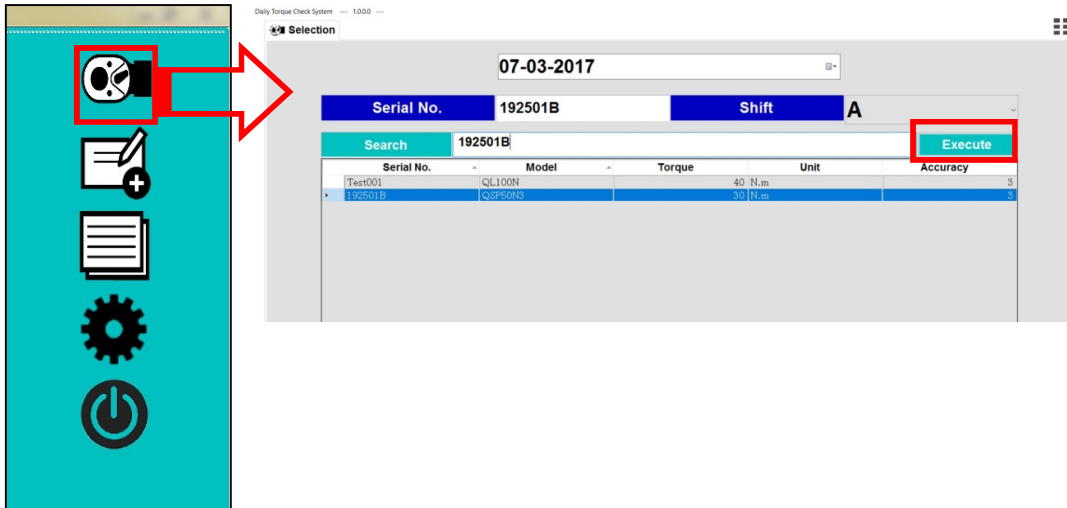 Daily Torque Check System --- 1.0.0.0 ---
Selection
07-03-2017
Serial No. 192501B Shift A
Search 192501B Execute
Serial No. Model Torque Unit Accuracy
Test001 QL100N 40 N.m 3
192501B QSP50N3 30 N.m 3